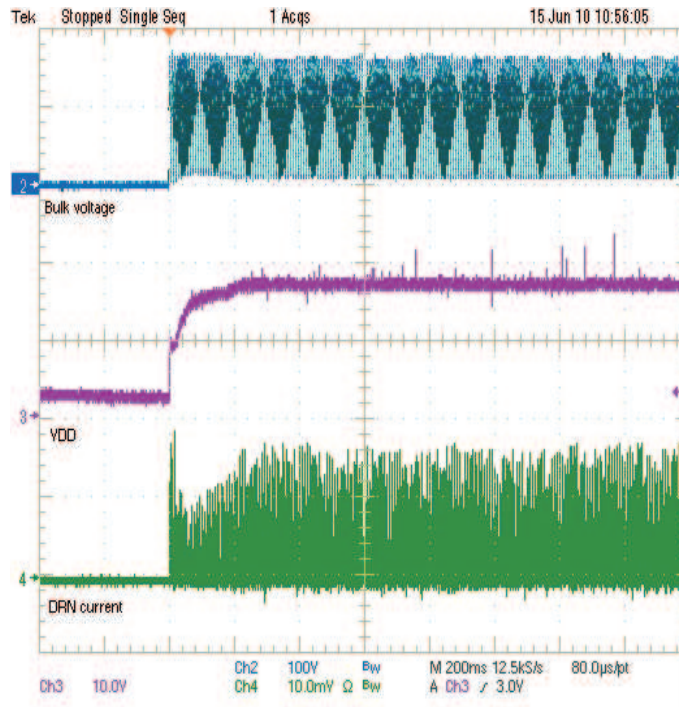 Tek Stopped Single Seq 1 Acqs 15 Jun 10 10:56:05
2
Bulk voltage
3
VDD
4
DRN current
Ch2 100V Bw M 200ms 12.5kS/s 80.0µs/pt
Ch3 10.0V Ch4 10.0mV Ω Bw A Ch3 / 3.0V